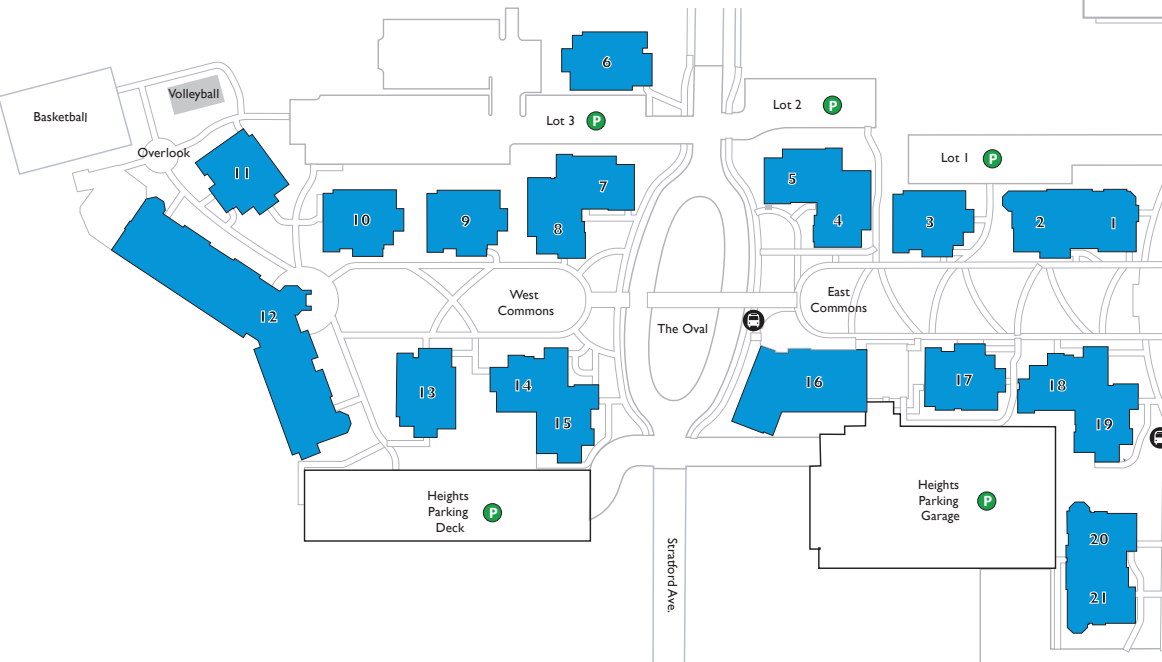 6
Volleyball
Lot 2
P
Basketball
Lot 3
P
Overlook
Lot 1
P
11
7
5
10
9
8
4
3
2
1
West
Commons
East
Commons
12
The Oval
13
14
15
16
17
18
19
Heights
Parking
Deck
P
Heights
Parking
Garage
P
Stratford Ave.
20
21